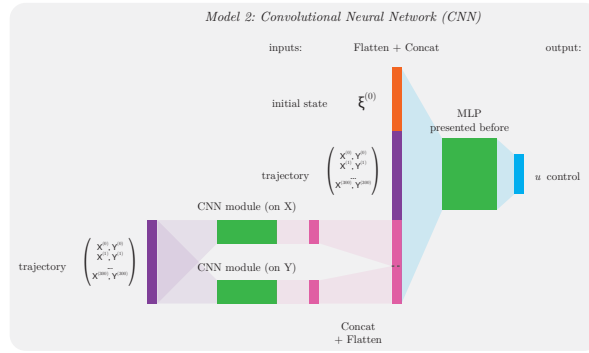 Model 2: Convolutional Neural Network (CNN)
inputs:
Flatten + Concat
output:
initial state
ξ(0)
MLP
presented before
trajectory
X(0), Y(0)
X(1), Y(1)
...
X(200), Y(200)
u control
CNN module (on X)
trajectory
X(0), Y(0)
X(1), Y(1)
...
X(200), Y(200)
CNN module (on Y)
Concat
+ Flatten